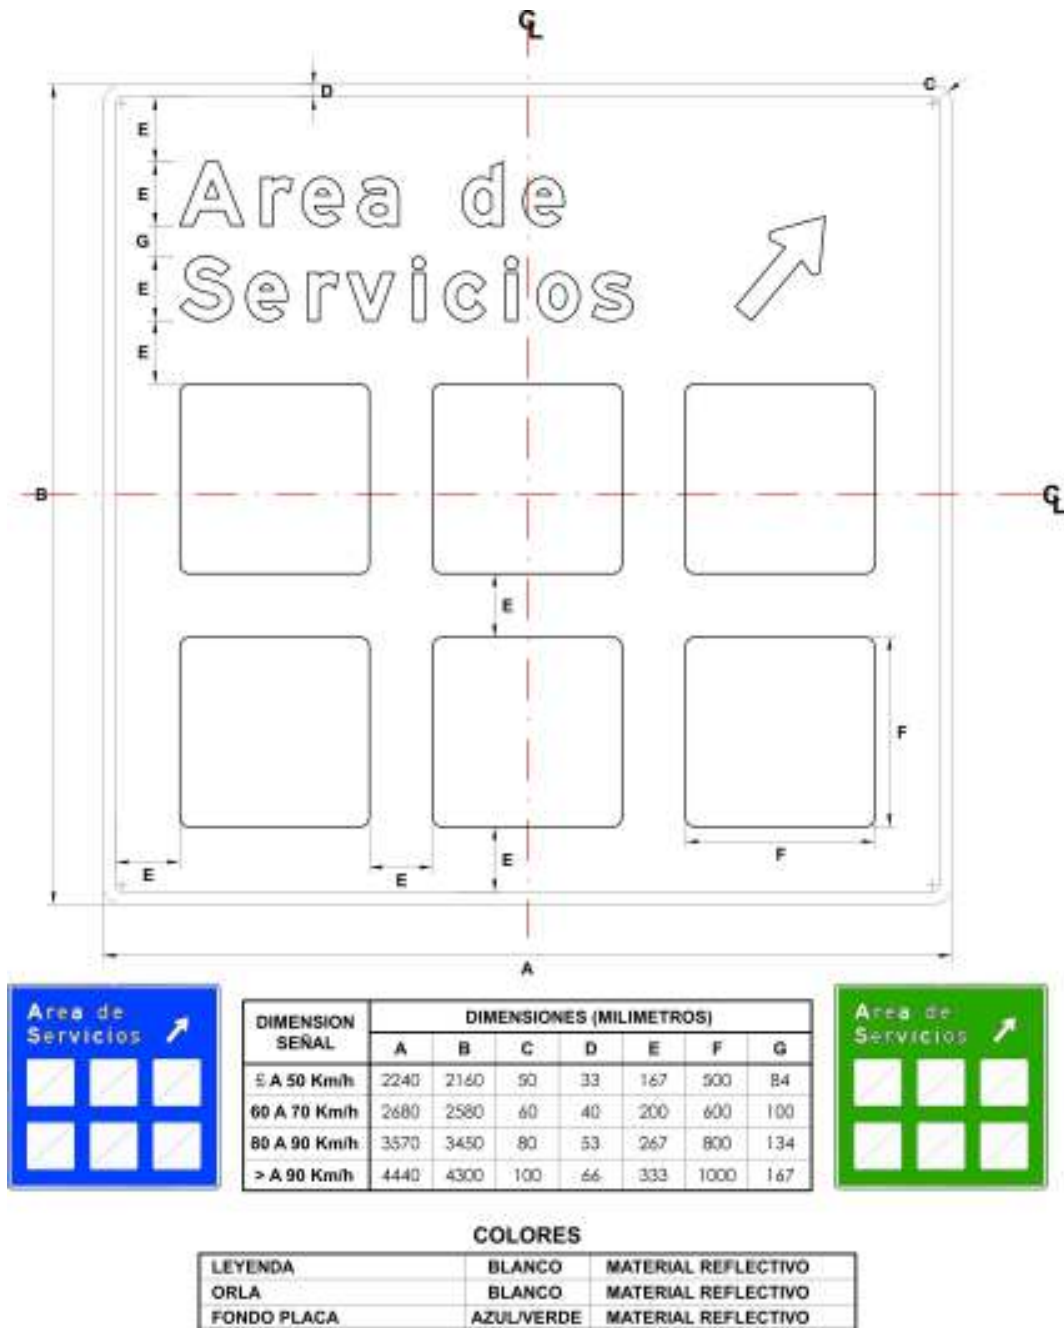 CL
D
C
E
E
G
E
E
Area de
Servicios
B
CL
E
F
F
E
E
E
A
Area de
Servicios
DIMENSION SEÑAL DIMENSIONES (MILIMETROS)
A B C D E F G
≤ A 50 Km/h 2240 2160 50 33 167 500 84
60 A 70 Km/h 2680 2580 60 40 200 600 100
80 A 90 Km/h 3570 3450 80 53 267 800 134
> A 90 Km/h 4440 4300 100 66 333 1000 167
Area de
Servicios
COLORES
LEYENDA BLANCO MATERIAL REFLECTIVO
ORLA BLANCO MATERIAL REFLECTIVO
FONDO PLACA AZUL/VERDE MATERIAL REFLECTIVO